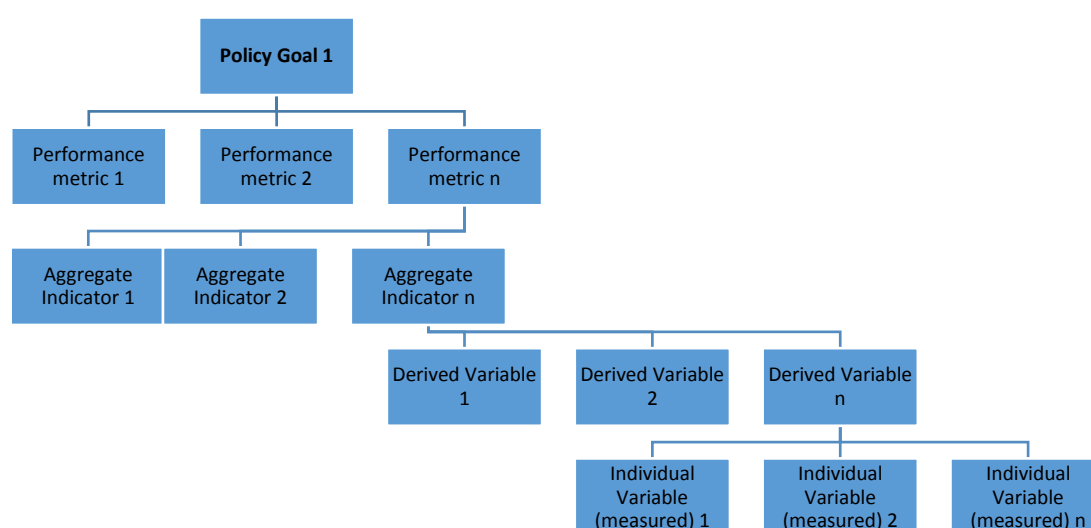 Policy Goal 1
Performance
metric 1
Performance
metric 2
Performance
metric n
Aggregate
Indicator 1
Aggregate
Indicator 2
Aggregate
Indicator n
Derived Variable
1
Derived Variable
2
Derived Variable
n
Individual
Variable
(measured) 1
Individual
Variable
(measured) 2
Individual
Variable
(measured) n